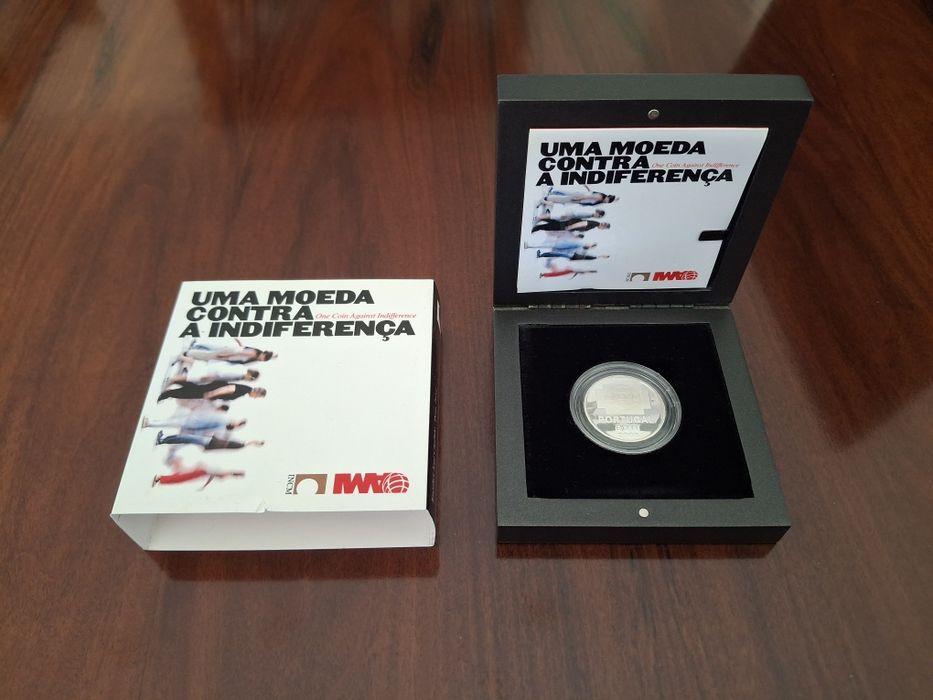 UMA MOEDA
CONTRA One Coin Against Indifference
A INDIFERENÇA
INCM
AMI
UMA MOEDA
CONTRA One Coin Against Indifference
A INDIFERENÇA
INCM
AMI
PORTUGAL